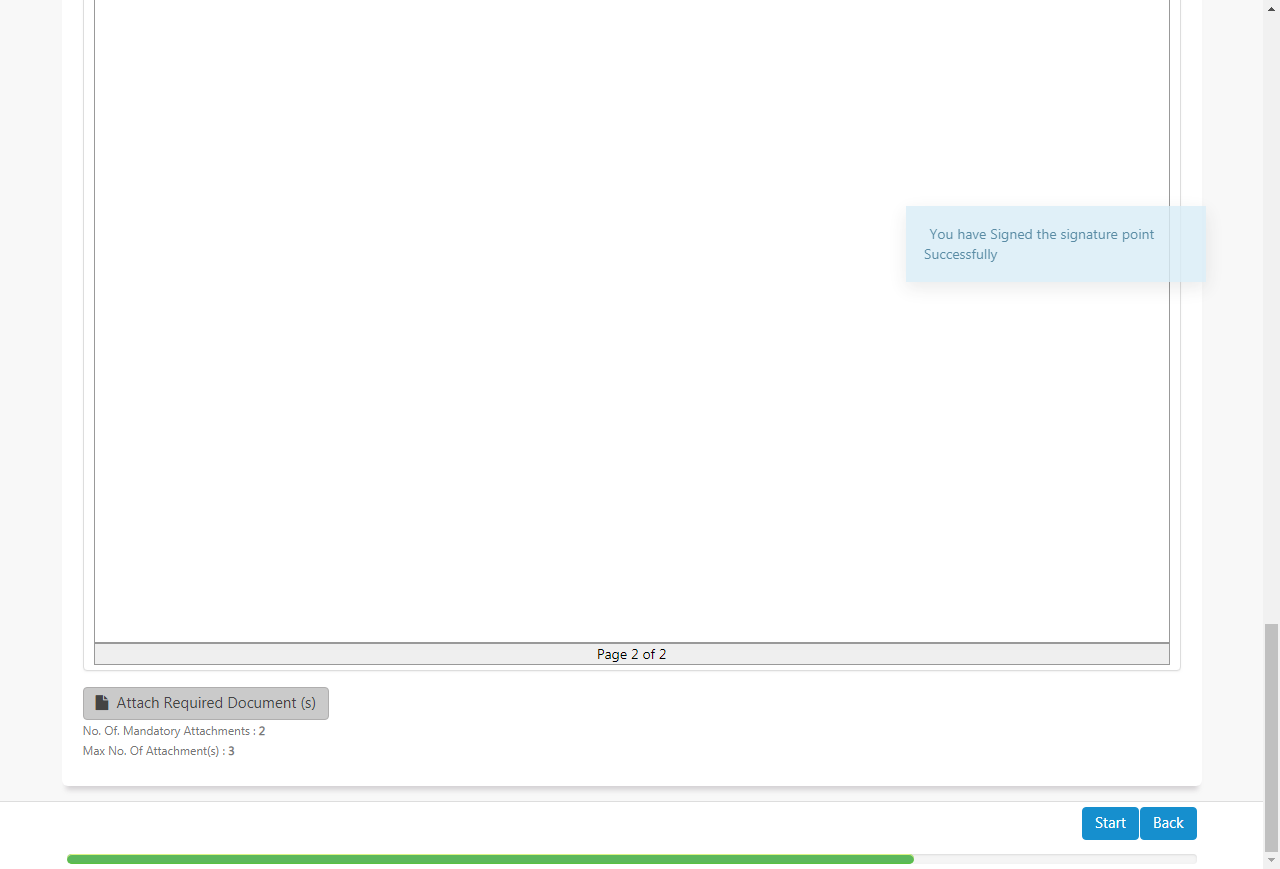 You have Signed the signature point
Successfully
Page 2 of 2
Attach Required Document (s)
No. Of. Mandatory Attachments : 2
Max No. Of Attachment(s) : 3
Start Back